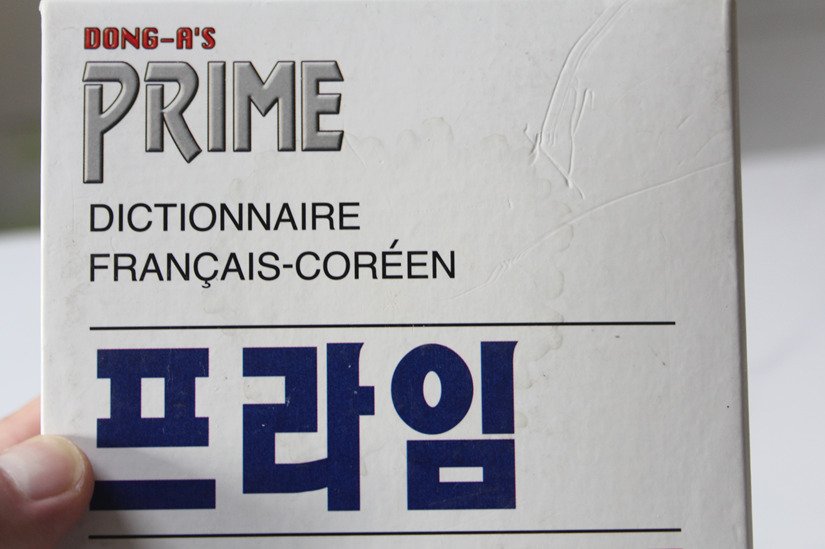 DONG-A'S
PRIME
DICTIONNAIRE
FRANÇAIS-CORÉEN
프라임